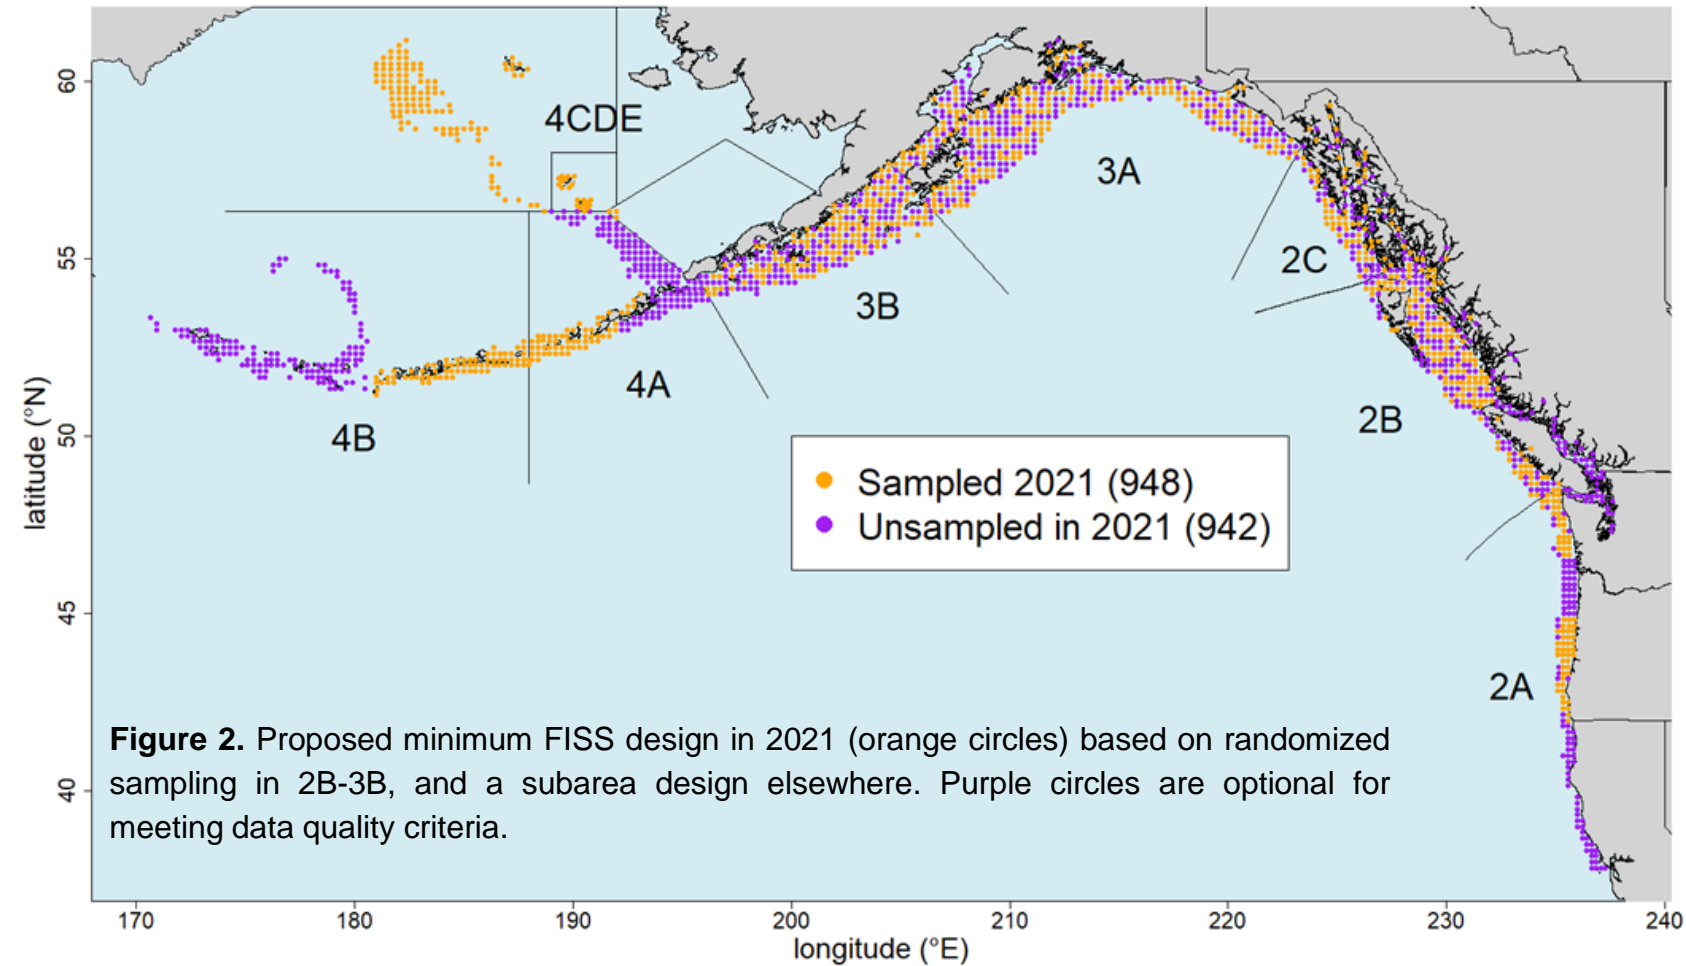 60
55
50
45
40
latitude (°N)
4CDE
3A
2C
3B
4A
2B
4B
Sampled 2021 (948)
Unsampled in 2021 (942)
2A
Figure 2. Proposed minimum FISS design in 2021 (orange circles) based on randomized
sampling in 2B-3B, and a subarea design elsewhere. Purple circles are optional for
meeting data quality criteria.
170 180 190 200 210 220 230 240
longitude (°E)